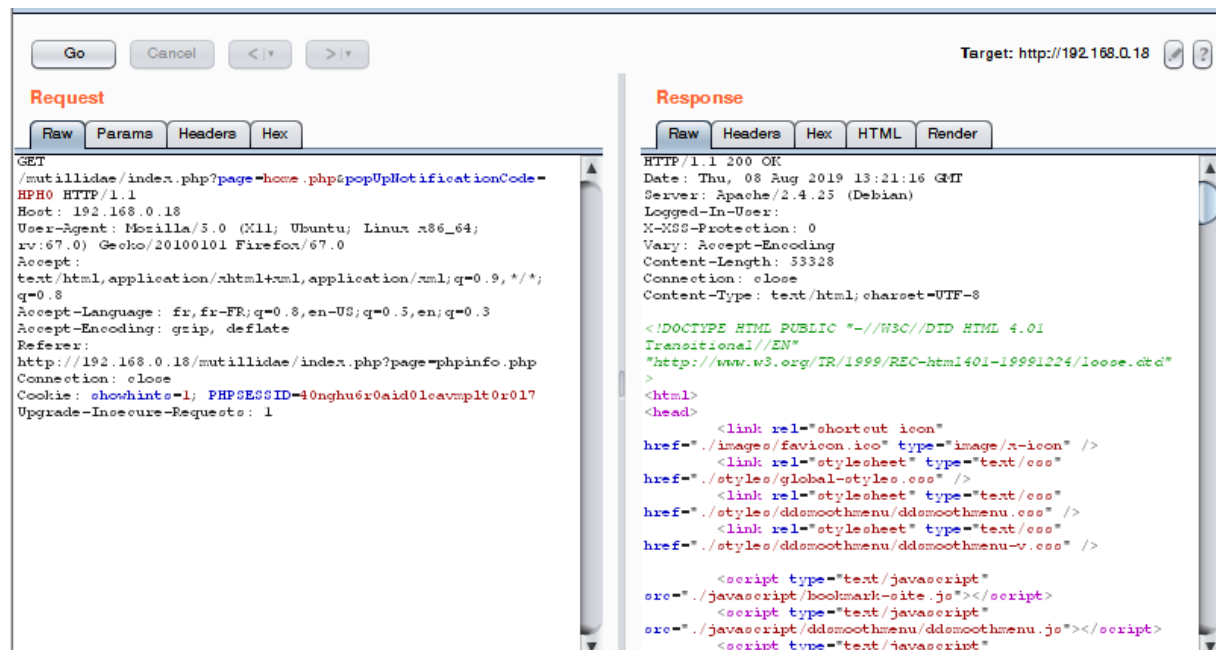 Go
Cancel
<
>
Target: http://192.168.0.18
?
Request
Raw
Params
Headers
Hex
GET
/mutillidae/index.php?page=home.php&popUpNotificationCode=
HPH0 HTTP/1.1
Host: 192.168.0.18
User-Agent: Mozilla/5.0 (X11; Ubuntu; Linux x86_64;
rv:67.0) Gecko/20100101 Firefox/67.0
Accept:
text/html,application/xhtml+xml,application/xml;q=0.9,*/*;
q=0.8
Accept-Language: fr,fr-FR;q=0.8,en-US;q=0.5,en;q=0.3
Accept-Encoding: gzip, deflate
Referer:
http://192.168.0.18/mutillidae/index.php?page=phpinfo.php
Connection: close
Cookie: showhints=1; PHPSESSID=40nghu6r0aid0lcavmplt0r0l7
Upgrade-Insecure-Requests: 1
Response
Raw
Headers
Hex
HTML
Render
HTTP/1.1 200 OK
Date: Thu, 08 Aug 2019 13:21:16 GMT
Server: Apache/2.4.25 (Debian)
Logged-In-User:
X-XSS-Protection: 0
Vary: Accept-Encoding
Content-Length: 53328
Connection: close
Content-Type: text/html;charset=UTF-8
<!DOCTYPE HTML PUBLIC "-//W3C//DTD HTML 4.01
Transitional//EN"
"http://www.w3.org/TR/1999/REC-html401-19991224/loose.dtd"
>
<html>
<head>
<link rel="shortcut icon"
href="./images/favicon.ico" type="image/x-icon" />
<link rel="stylesheet" type="text/css"
href="./styles/global-styles.css" />
<link rel="stylesheet" type="text/css"
href="./styles/ddsmoothmenu/ddsmoothmenu.css" />
<link rel="stylesheet" type="text/css"
href="./styles/ddsmoothmenu/ddsmoothmenu-v.css" />
<script type="text/javascript"
src="./javascript/bookmark-site.js"></script>
<script type="text/javascript"
src="./javascript/ddsmoothmenu/ddsmoothmenu.js"></script>
<script type="text/javascript"